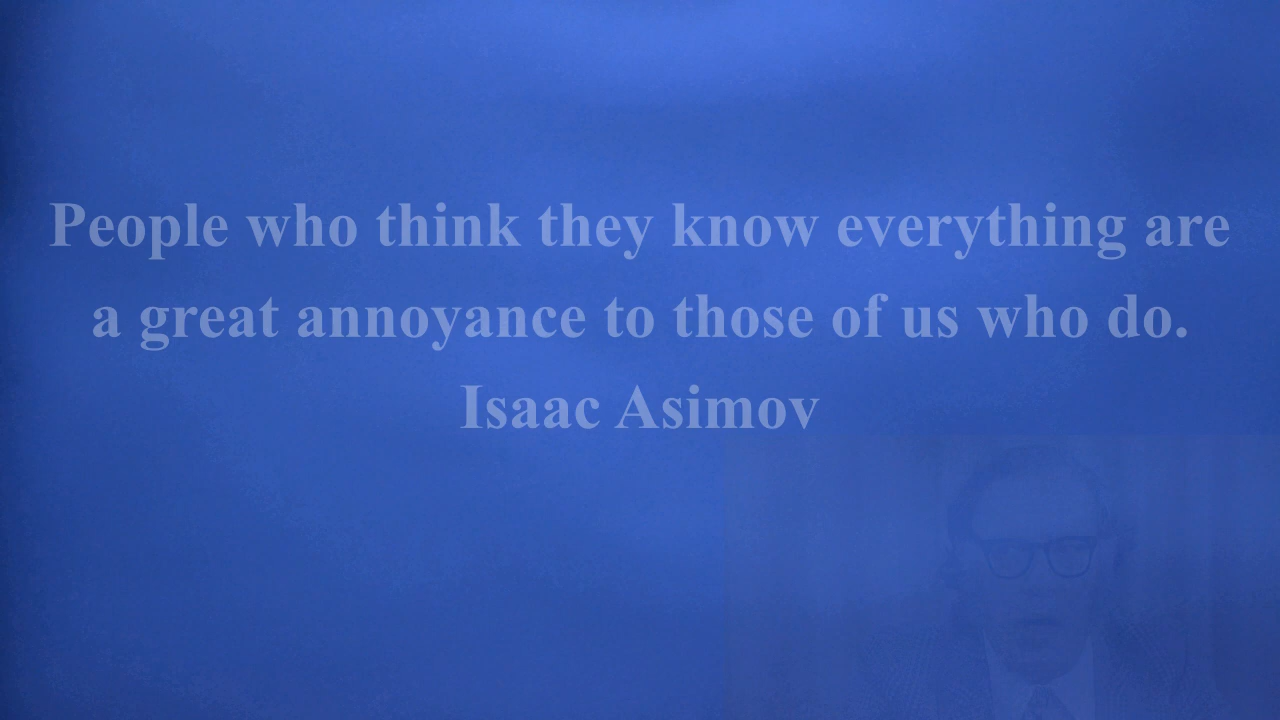 People who think they know everything are
a great annoyance to those of us who do.
Isaac Asimov